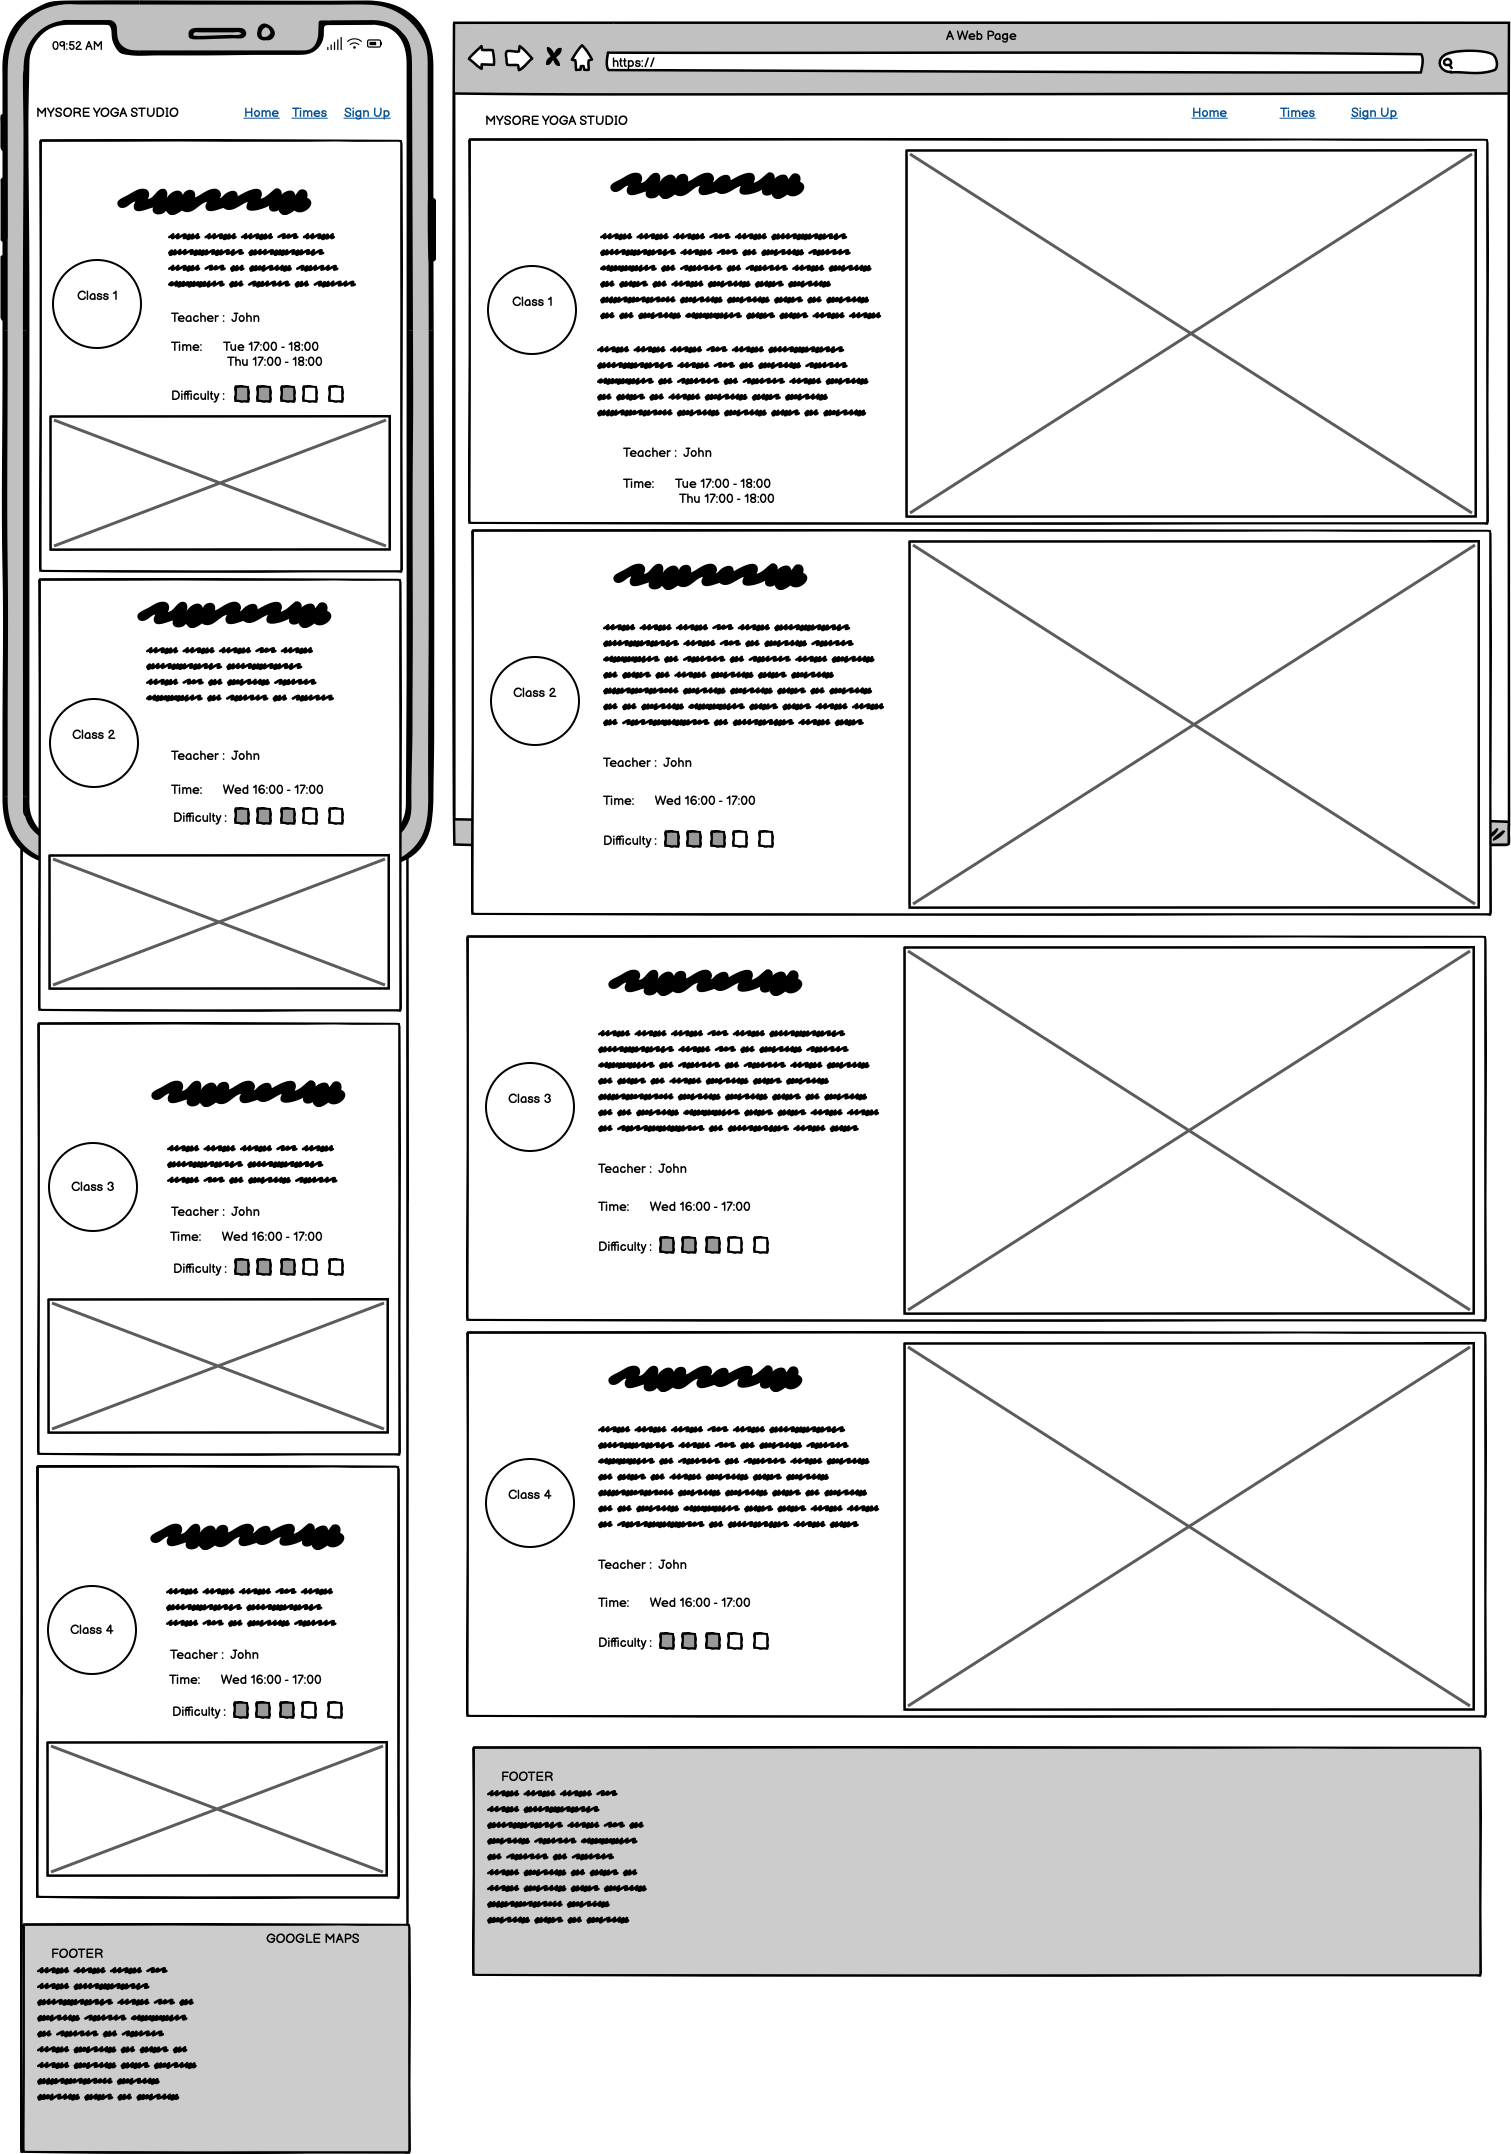 09:52 AM
MYSORE YOGA STUDIO
Home Times Sign Up
Class 1
Teacher : John
Time: Tue 17:00 - 18:00
Thu 17:00 - 18:00
Difficulty :
Class 2
Teacher : John
Time: Wed 16:00 - 17:00
Difficulty :
Class 3
Teacher : John
Time: Wed 16:00 - 17:00
Difficulty :
Class 4
Teacher : John
Time: Wed 16:00 - 17:00
Difficulty :
GOOGLE MAPS
FOOTER
A Web Page
https://
MYSORE YOGA STUDIO
Home Times Sign Up
Class 1
Teacher : John
Time: Tue 17:00 - 18:00
Thu 17:00 - 18:00
Class 2
Teacher : John
Time: Wed 16:00 - 17:00
Difficulty :
Class 3
Teacher : John
Time: Wed 16:00 - 17:00
Difficulty :
Class 4
Teacher : John
Time: Wed 16:00 - 17:00
Difficulty :
FOOTER